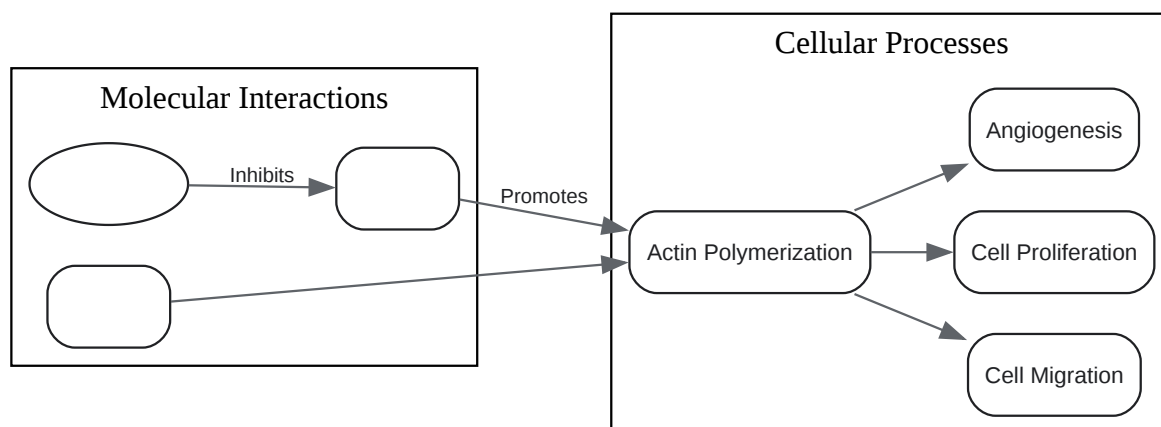 Cellular Processes
Molecular Interactions
Angiogenesis
Inhibits
Promotes
Actin Polymerization
Cell Proliferation
Cell Migration